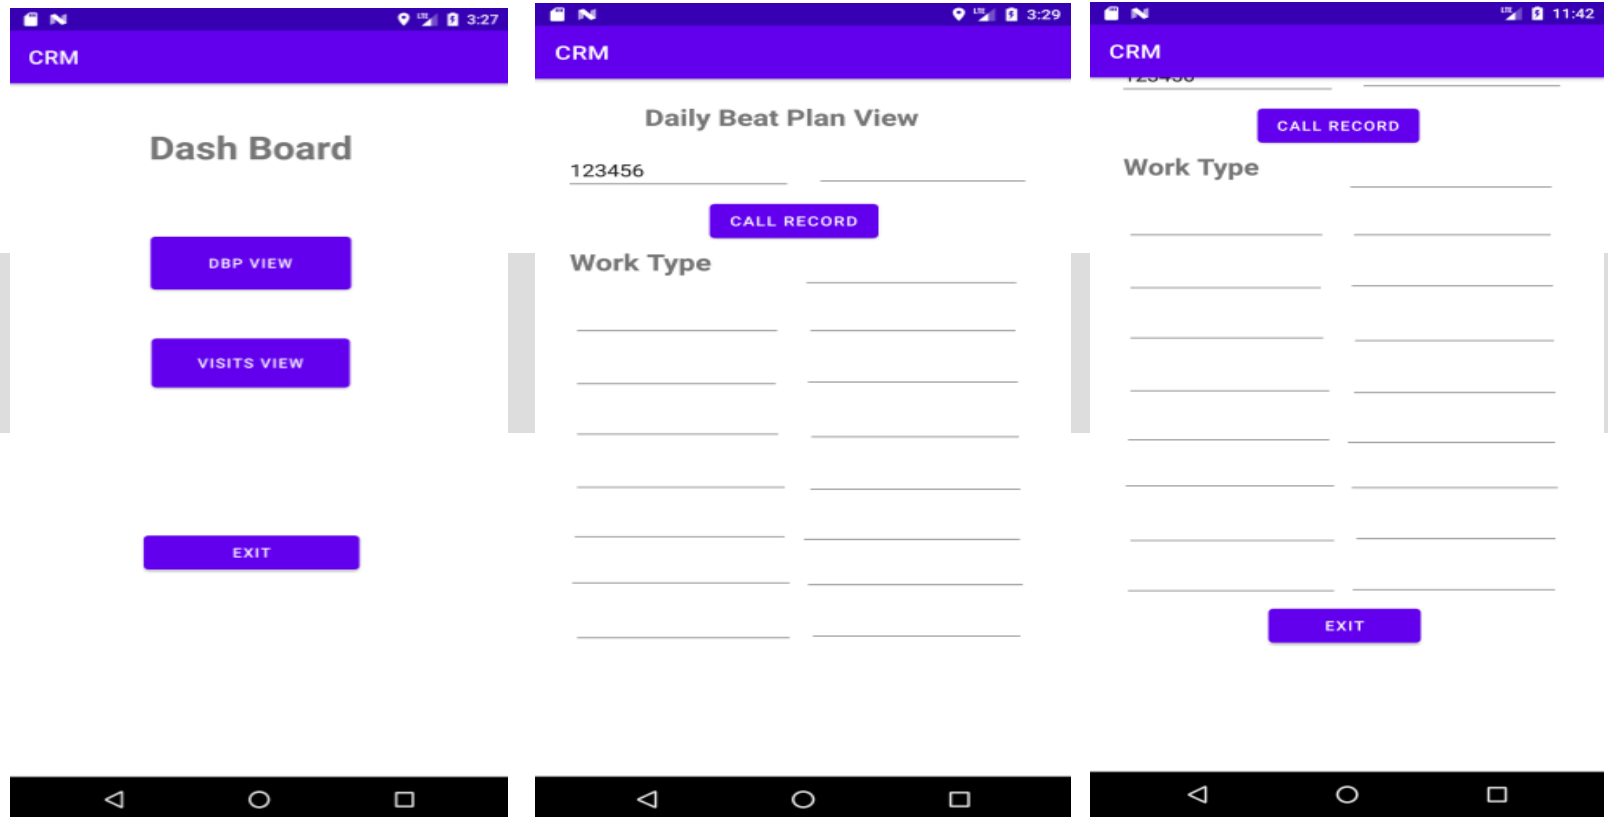 3:27
CRM
Dash Board
DBP VIEW
VISITS VIEW
EXIT
3:29
CRM
Daily Beat Plan View
123456
CALL RECORD
Work Type
11:42
CRM
123456
CALL RECORD
Work Type
EXIT